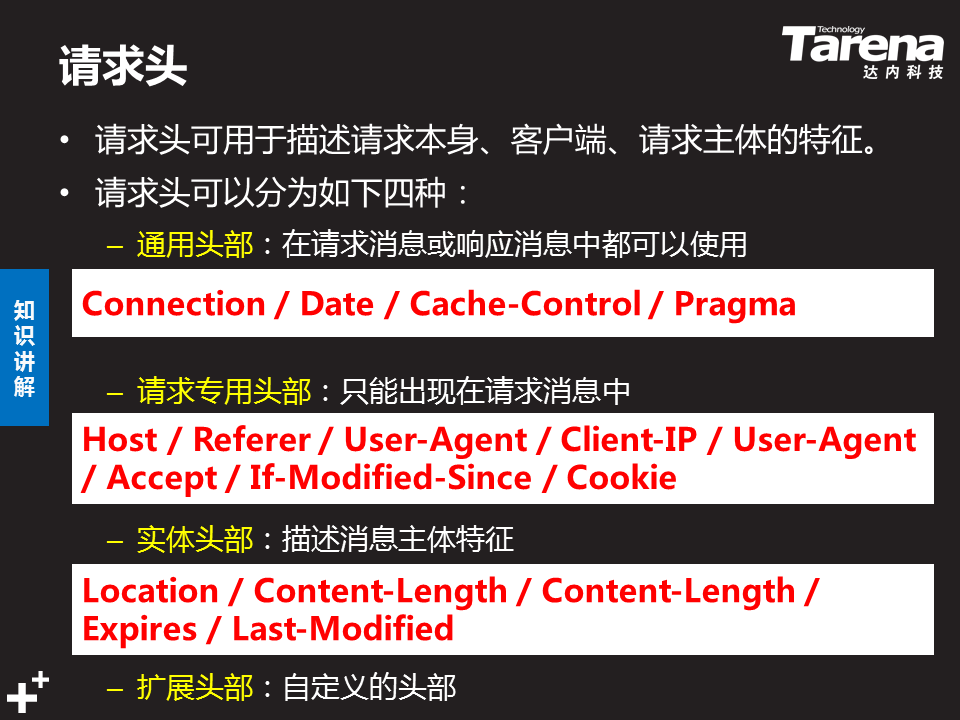 请求头
Technology
Tarena
达内科技
• 请求头可用于描述请求本身、客户端、请求主体的特征。
• 请求头可以分为如下四种：
– 通用头部：在请求消息或响应消息中都可以使用
Connection / Date / Cache-Control / Pragma
知识讲解
– 请求专用头部：只能出现在请求消息中
Host / Referer / User-Agent / Client-IP / User-Agent
/ Accept / If-Modified-Since / Cookie
– 实体头部：描述消息主体特征
Location / Content-Length / Content-Length /
Expires / Last-Modified
– 扩展头部：自定义的头部